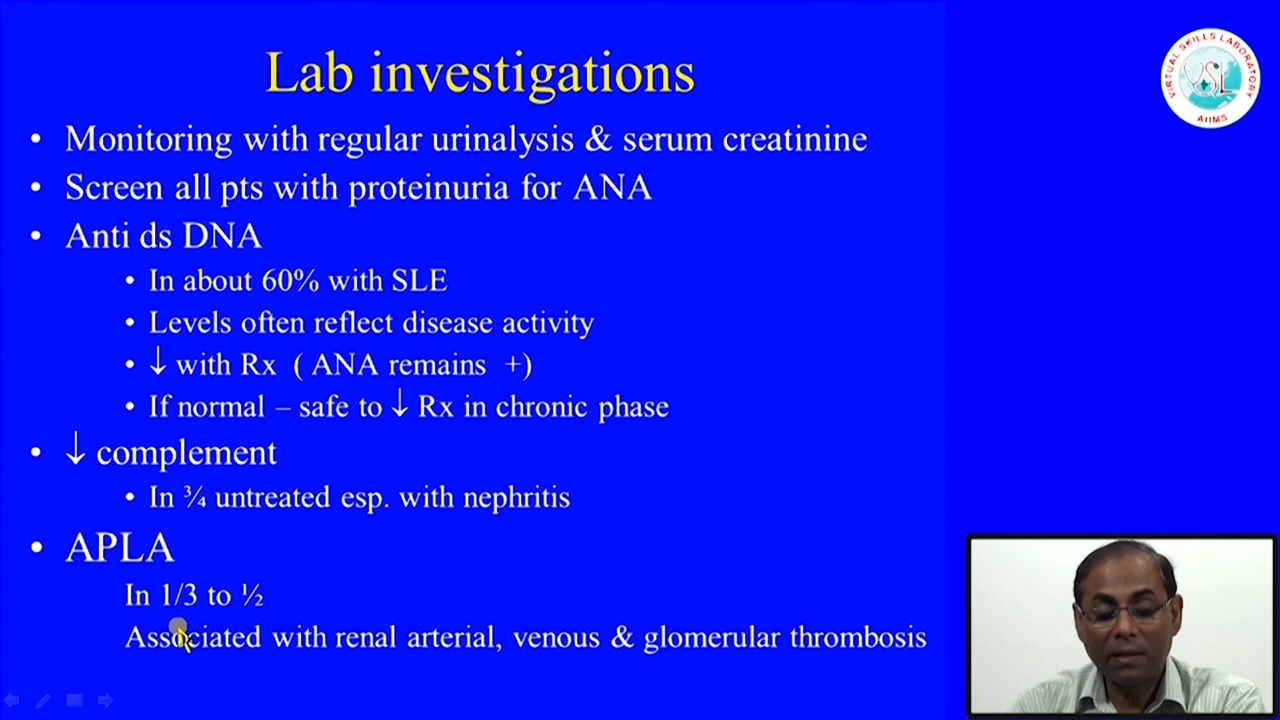 Lab investigations
• Monitoring with regular urinalysis & serum creatinine
• Screen all pts with proteinuria for ANA
• Anti ds DNA
• In about 60% with SLE
• Levels often reflect disease activity
• ↓ with Rx ( ANA remains +)
• If normal – safe to ↓ Rx in chronic phase
• ↓ complement
• In ¾ untreated esp. with nephritis
• APLA
In 1/3 to ½
Associated with renal arterial, venous & glomerular thrombosis
VIRTUAL SKILLS LABORATORY
VSL
AIIMS